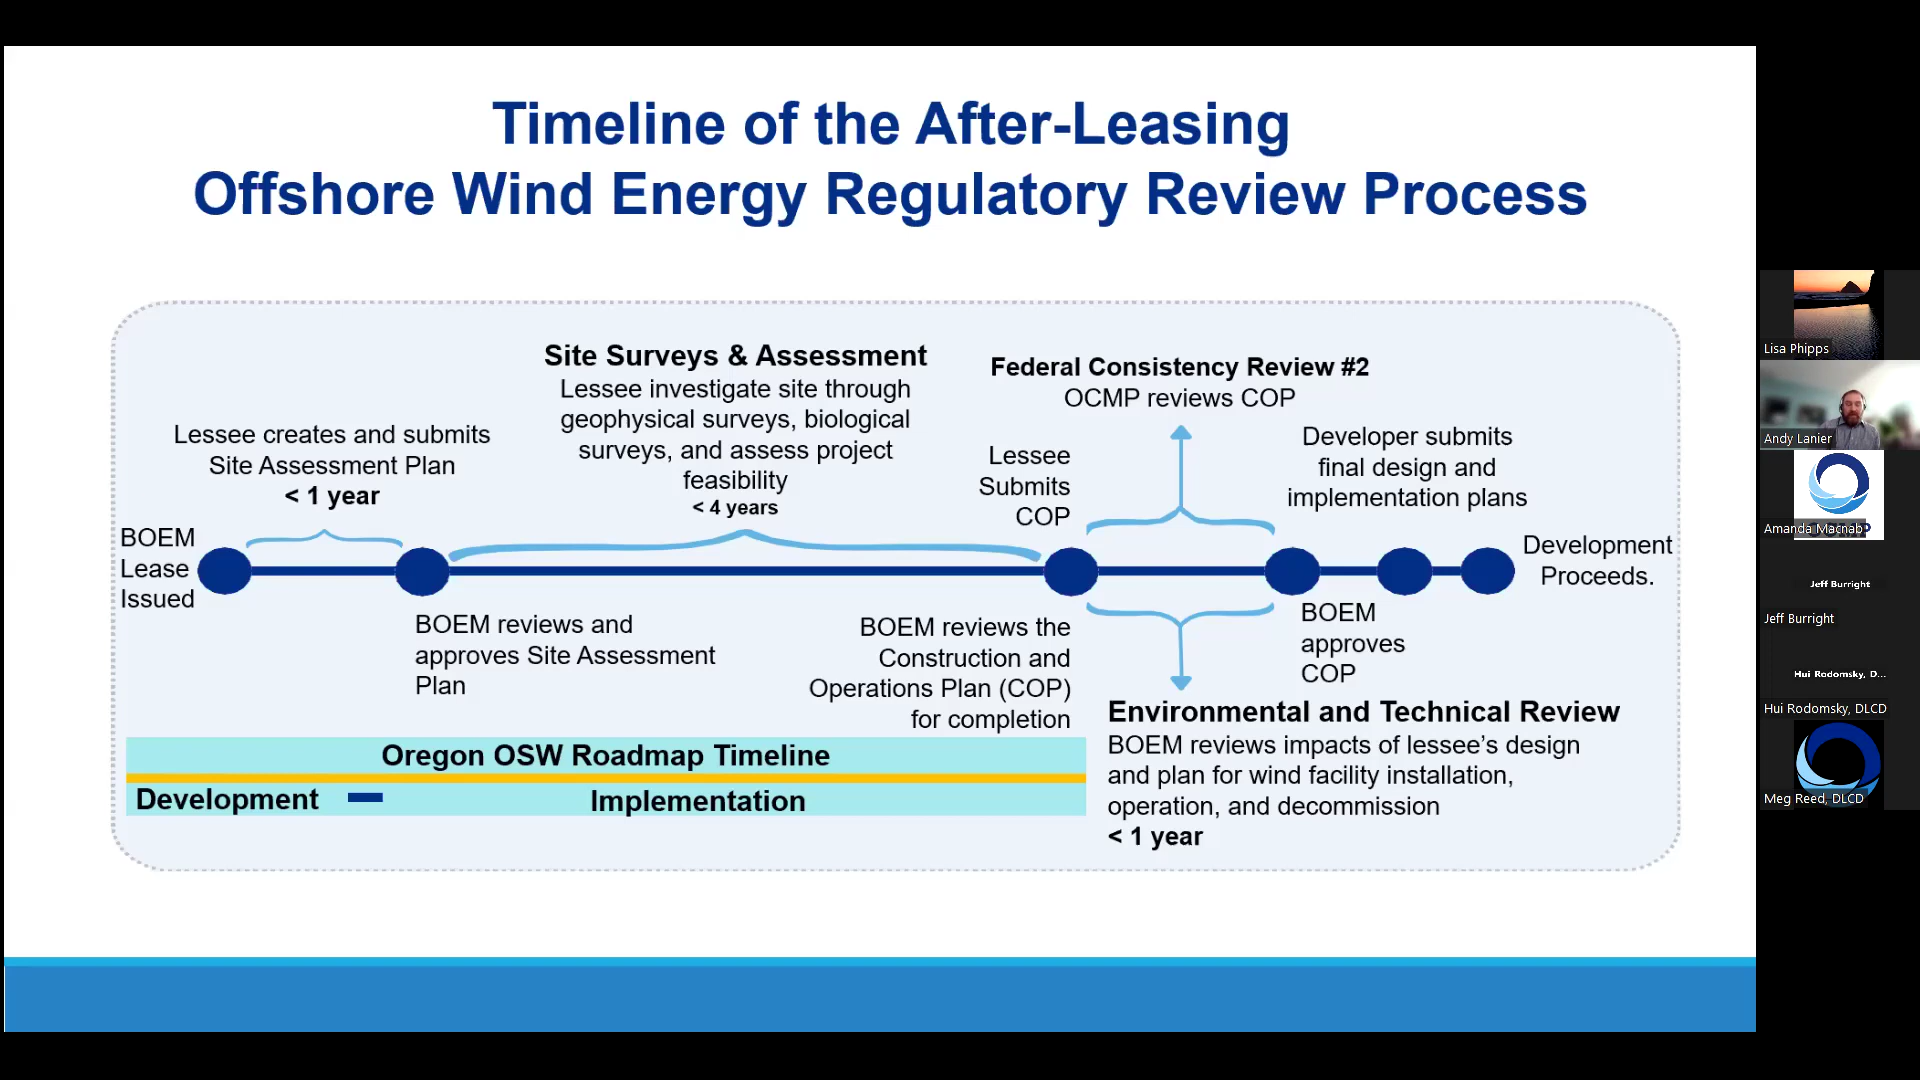 Timeline of the After-Leasing
Offshore Wind Energy Regulatory Review Process
BOEM
Lease
Issued
Lessee creates and submits
Site Assessment Plan
< 1 year
BOEM reviews and
approves Site Assessment
Plan
Site Surveys & Assessment
Lessee investigate site through
geophysical surveys, biological
surveys, and assess project
feasibility
< 4 years
Lessee
Submits
COP
BOEM reviews the
Construction and
Operations Plan (COP)
for completion
Federal Consistency Review #2
OCMP reviews COP
Environmental and Technical Review
BOEM reviews impacts of lessee's design
and plan for wind facility installation,
operation, and decommission
< 1 year
BOEM
approves
COP
Developer submits
final design and
implementation plans
Development
Proceeds.
Oregon OSW Roadmap Timeline
Development
Implementation
Lisa Phipps
Andy Lanier
Amanda Macnab
Jeff Burright
Jeff Burright
Hui Rodomsky, D...
Hui Rodomsky, DLCD
Meg Reed, DLCD